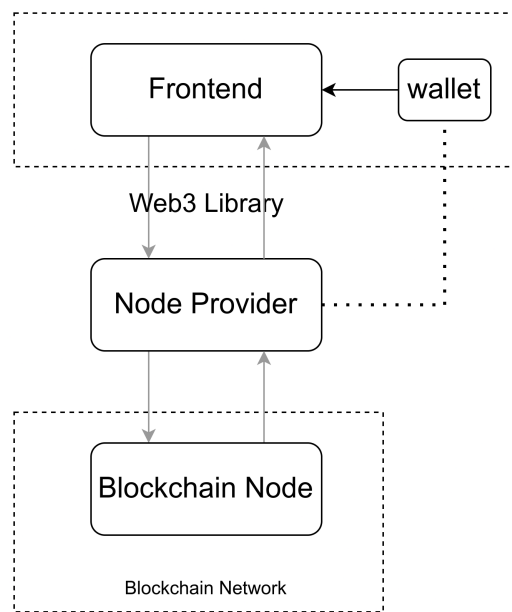 Frontend
wallet
Web3 Library
Node Provider
Blockchain Node
Blockchain Network